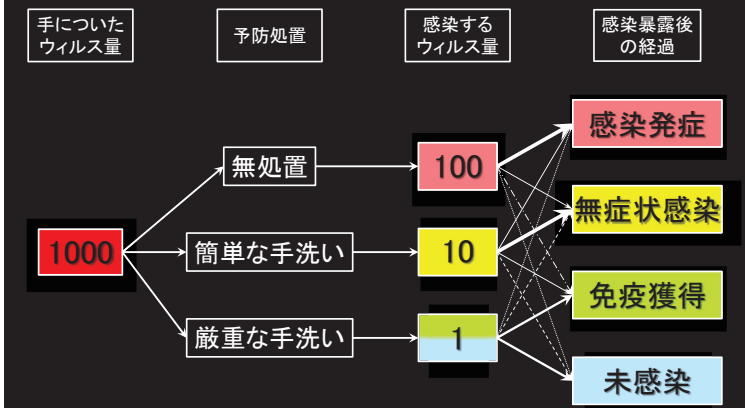 手についた
ウィルス量
予防処置
感染する
ウィルス量
感染暴露後
の経過
1000
無処置
簡単な手洗い
厳重な手洗い
100
10
1
感染発症
無症状感染
免疫獲得
未感染